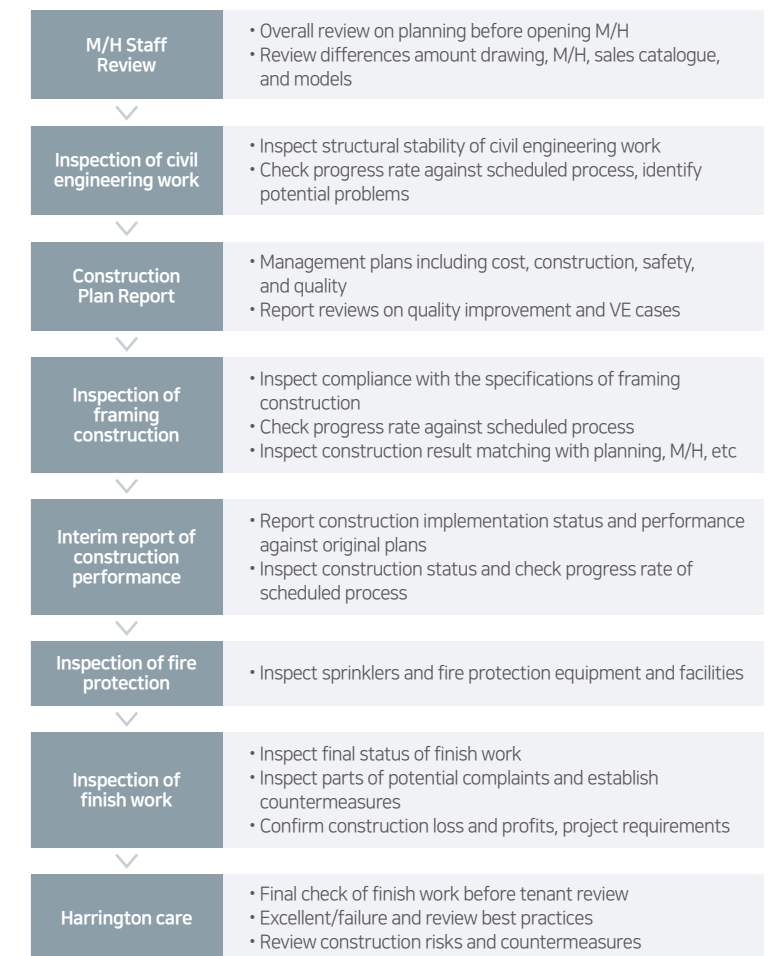 M/H Staff
Review
• Overall review on planning before opening M/H
• Review differences amount drawing, M/H, sales catalogue,
and models
Inspection of civil
engineering work
• Inspect structural stability of civil engineering work
• Check progress rate against scheduled process, identify
potential problems
Construction
Plan Report
• Management plans including cost, construction, safety,
and quality
• Report reviews on quality improvement and VE cases
Inspection of
framing
construction
• Inspect compliance with the specifications of framing
construction
• Check progress rate against scheduled process
• Inspect construction result matching with planning, M/H, etc
Interim report of
construction
performance
• Report construction implementation status and performance
against original plans
• Inspect construction status and check progress rate of
scheduled process
Inspection of fire
protection
• Inspect sprinklers and fire protection equipment and facilities
Inspection of
finish work
• Inspect final status of finish work
• Inspect parts of potential complaints and establish
countermeasures
• Confirm construction loss and profits, project requirements
Harrington care
• Final check of finish work before tenant review
• Excellent/failure and review best practices
• Review construction risks and countermeasures